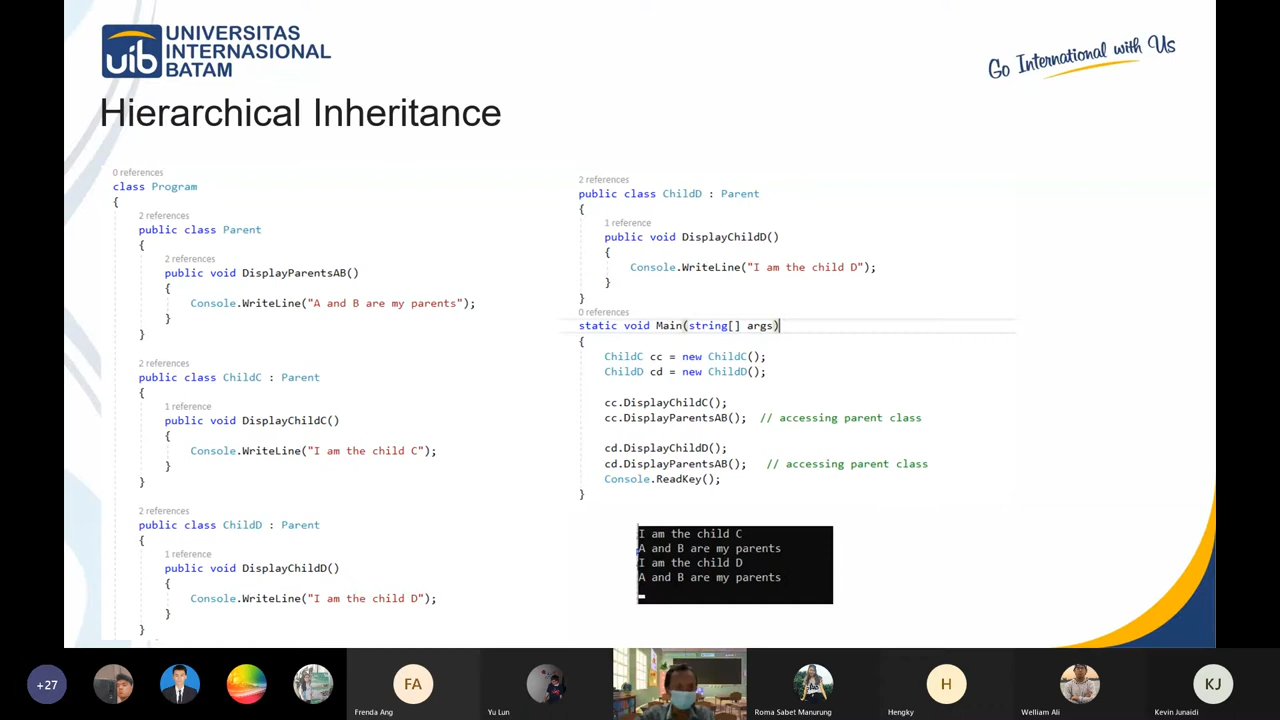 UNIVERSITAS
INTERNASIONAL
BATAM
uib
Go International with Us
Hierarchical Inheritance
0 references
class Program
{
2 references
public class Parent
{
2 references
public void DisplayParentsAB()
{
Console.WriteLine("A and B are my parents");
}
}
2 references
public class ChildC : Parent
{
1 reference
public void DisplayChildC()
{
Console.WriteLine("I am the child C");
}
}
2 references
public class ChildD : Parent
{
1 reference
public void DisplayChildD()
{
Console.WriteLine("I am the child D");
}
}
2 references
public class ChildD : Parent
{
1 reference
public void DisplayChildD()
{
Console.WriteLine("I am the child D");
}
}
0 references
static void Main(string[] args)
{
ChildC cc = new ChildC();
ChildD cd = new ChildD();
cc.DisplayChildC();
cc.DisplayParentsAB(); // accessing parent class
cd.DisplayChildD();
cd.DisplayParentsAB(); // accessing parent class
Console.ReadKey();
}
I am the child C
A and B are my parents
I am the child D
A and B are my parents
+27
FA
Frenda Ang
Yu Lun
Roma Sabet Manurung
H
Hengky
Welliam Ali
KJ
Kevin Junaidi